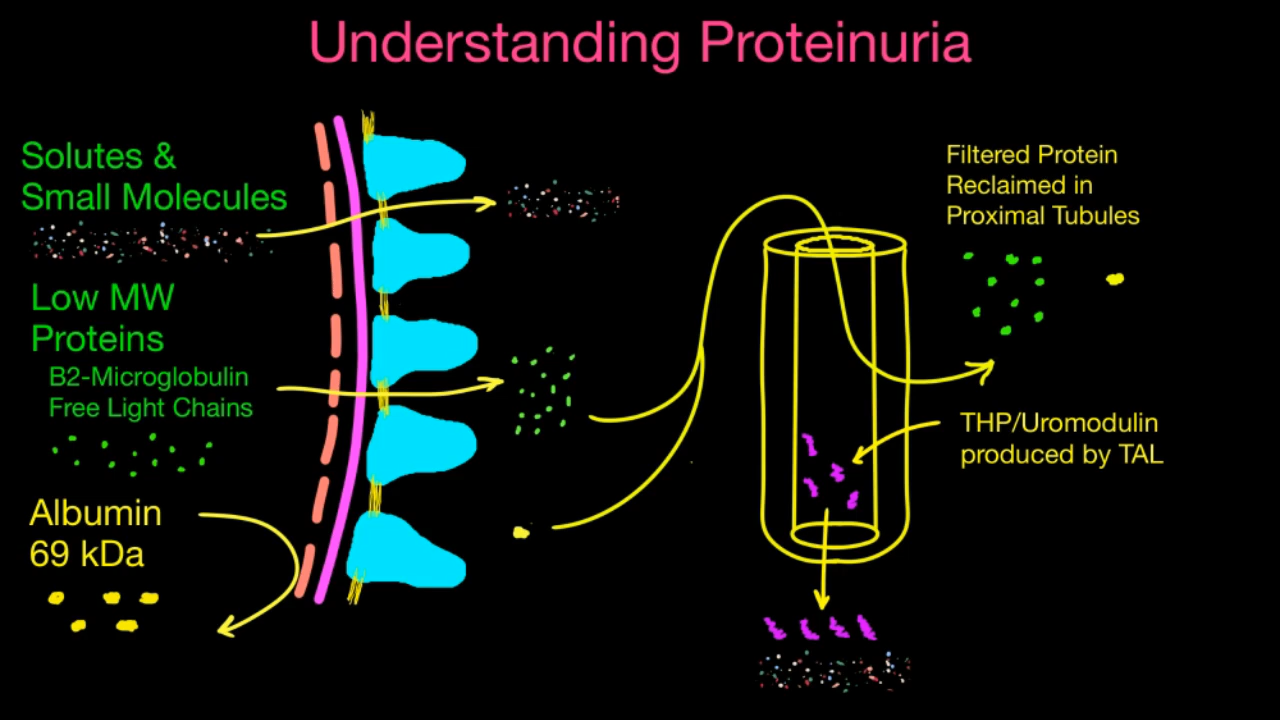 Understanding Proteinuria
Solutes &
Small Molecules
Low MW
Proteins
B2-Microglobulin
Free Light Chains
Albumin
69 kDa
Filtered Protein
Reclaimed in
Proximal Tubules
THP/Uromodulin
produced by TAL